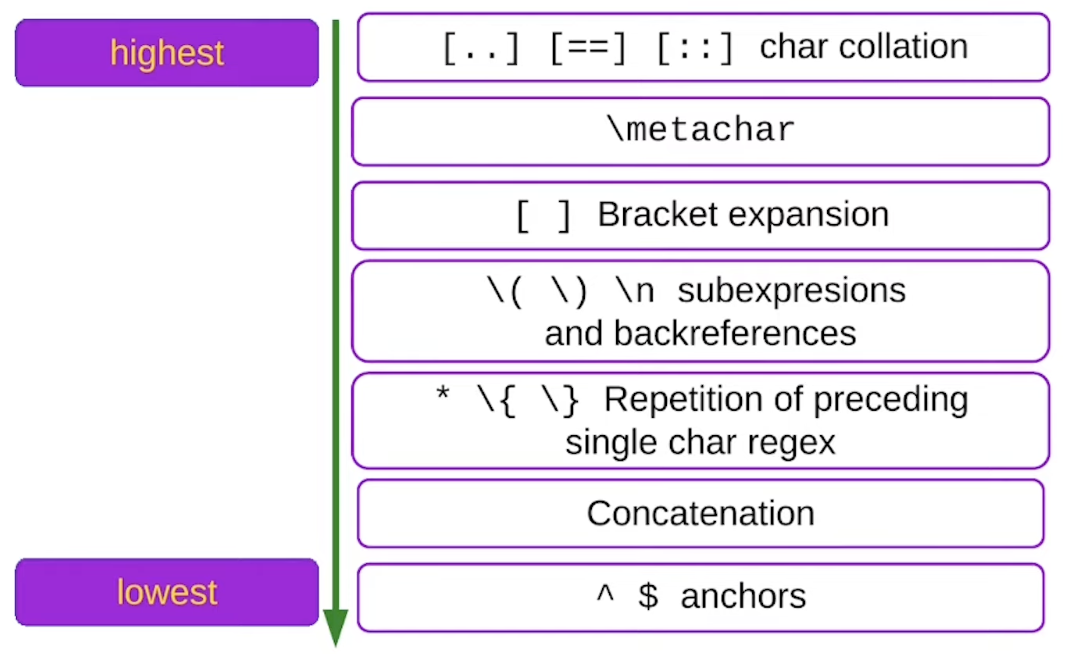 highest
[..] [==] [::] char collation
\metachar
[ ] Bracket expansion
\( \) \n subexpresions
and backreferences
* \{ \} Repetition of preceding
single char regex
Concatenation
lowest
^ $ anchors